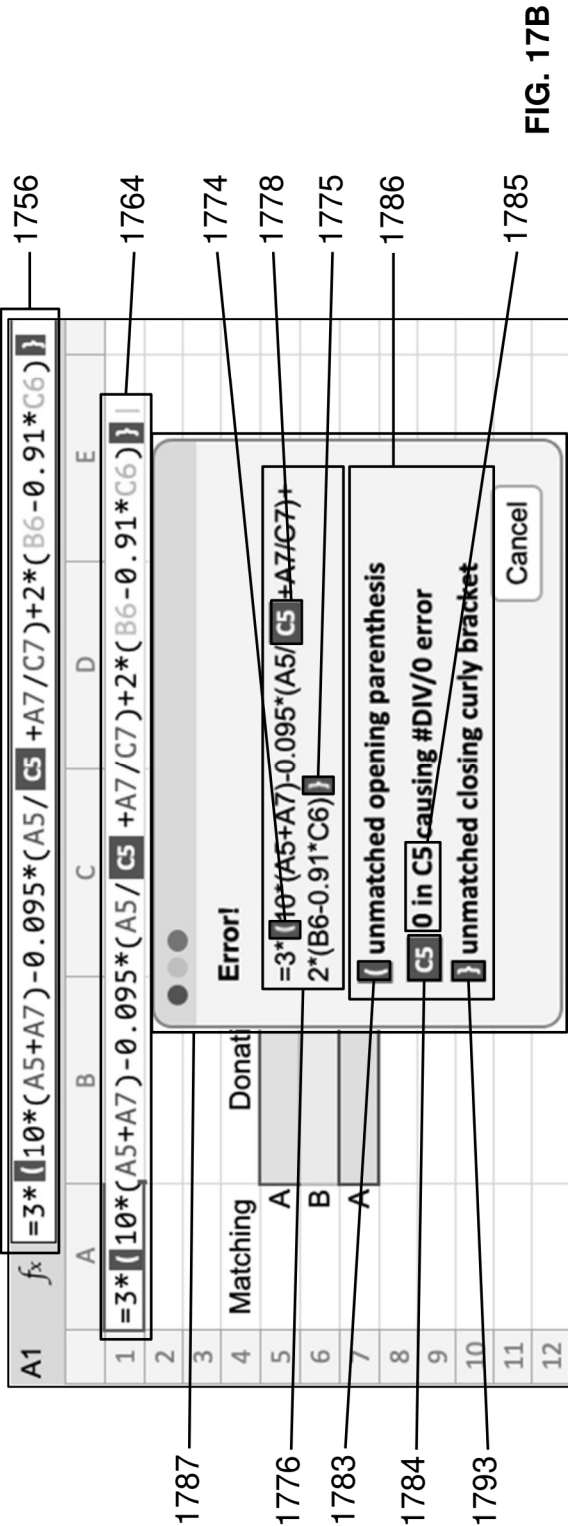 1756
1764
1774
1778
1775
1786
1785
A1 fx =3*(10*(A5+A7)-0.095*(A5/ C5 +A7/C7)+2*(B6-0.91*C6) }
A B C D E
1 =3*(10*(A5+A7)-0.095*(A5/ C5 +A7/C7)+2*(B6-0.91*C6) }
2
3
4 Matching Donati
5 A
6 B
7 A
8
9
10
11
12
Error!
=3*(10*(A5+A7)-0.095*(A5/ C5 +A7/C7)+
2*(B6-0.91*C6) }
( unmatched opening parenthesis
C5 0 in C5 causing #DIV/0 error
} unmatched closing curly bracket
Cancel
1787
1776
1783
1784
1793
FIG. 17B